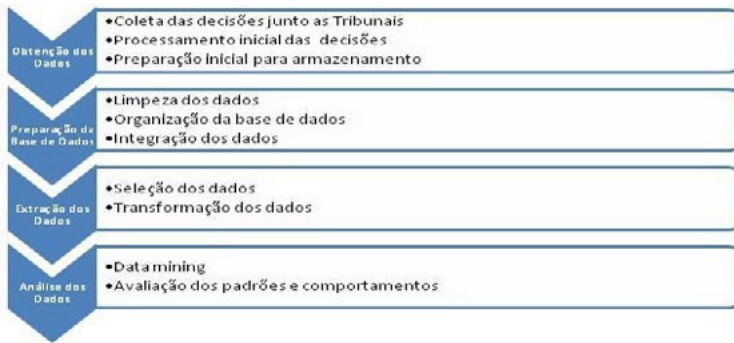 Obtenção dos
Dados
•Coleta das decisões junto as Tribunais
•Processamento inicial das decisões
•Preparação inicial para armazenamento
Preparação da
Base de Dados
•Limpeza dos dados
•Organização da base de dados
•Integração dos dados
Extração dos
Dados
•Seleção dos dados
•Transformação dos dados
Análise dos
Dados
•Data mining
•Avaliação dos padrões e comportamentos